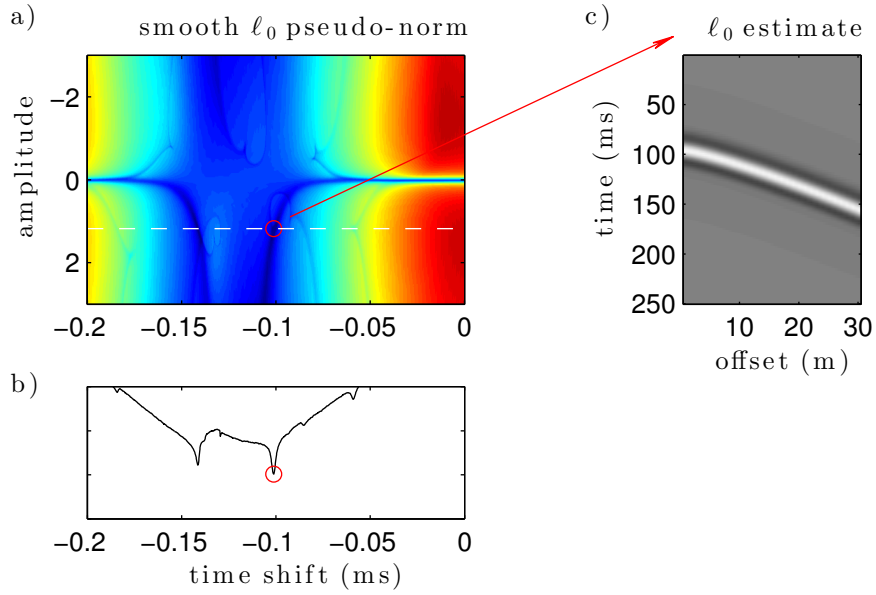 a)
smooth ℓ0 pseudo-norm
amplitude
−2
0
2
−0.2 −0.15 −0.1 −0.05 0
b)
−0.2 −0.15 −0.1 −0.05 0
time shift (ms)
c)
ℓ0 estimate
time (ms)
50
100
150
200
250
10 20 30
offset (m)